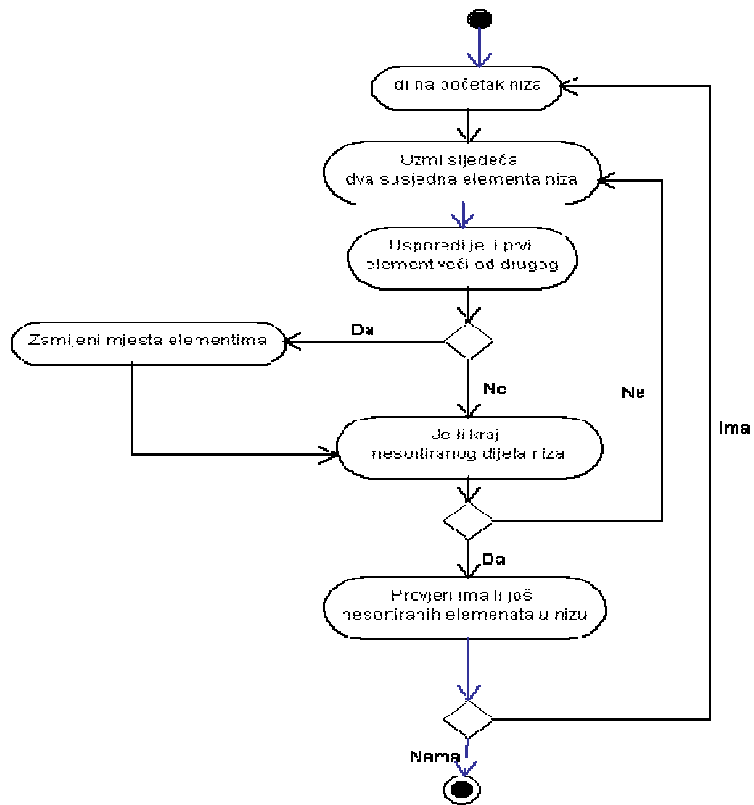 di na početak niza
Uzmi sljedeća
dva susjedna elementa niza
Usporedi je li prvi
element veći od drugog
Da
Zamijeni mjesta elementima
Ne
Ne
Ima
Je li kraj
nesortiranog dijela niza
Da
Provjeri ima li još
nesortiranih elemenata u nizu
Nema